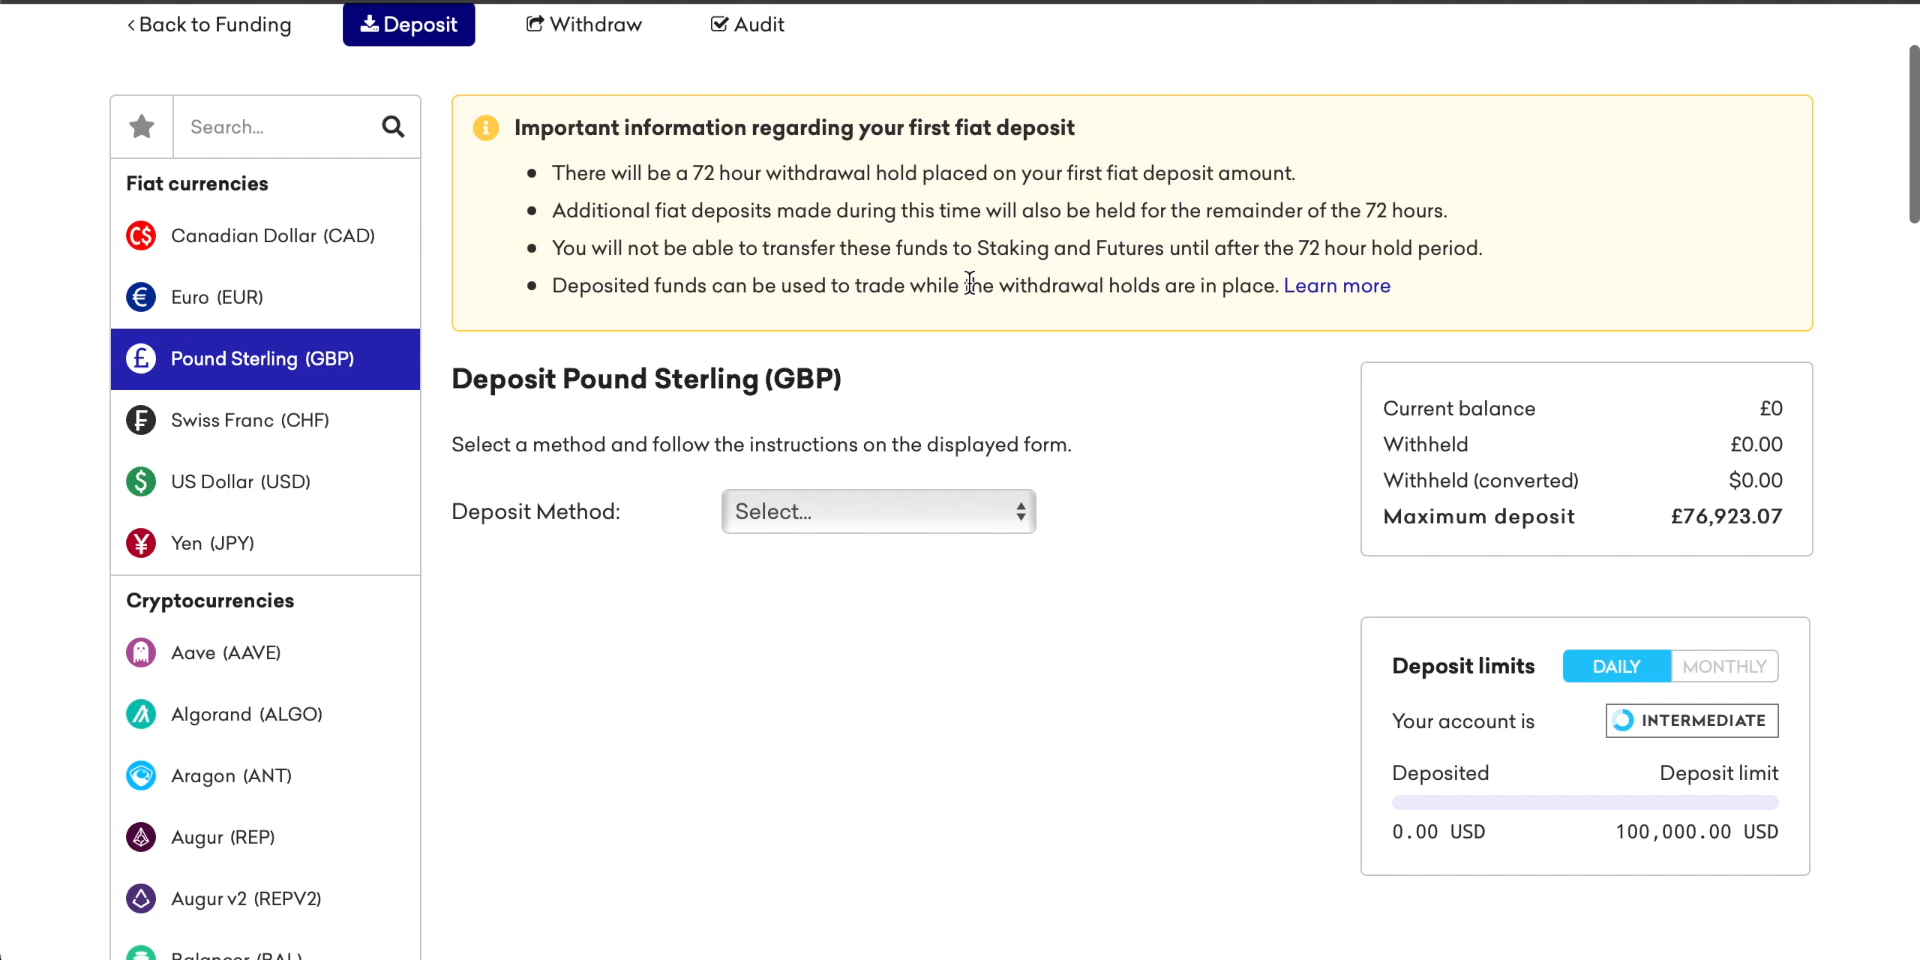 Back to Funding
Deposit
Withdraw
Audit
Search...
Fiat currencies
C$ Canadian Dollar (CAD)
€ Euro (EUR)
£ Pound Sterling (GBP)
₣ Swiss Franc (CHF)
$ US Dollar (USD)
¥ Yen (JPY)
Cryptocurrencies
Aave (AAVE)
Algorand (ALGO)
Aragon (ANT)
Augur (REP)
Augur v2 (REPV2)
Balancer (BAL)
Important information regarding your first fiat deposit
There will be a 72 hour withdrawal hold placed on your first fiat deposit amount.
Additional fiat deposits made during this time will also be held for the remainder of the 72 hours.
You will not be able to transfer these funds to Staking and Futures until after the 72 hour hold period.
Deposited funds can be used to trade while the withdrawal holds are in place. Learn more
Deposit Pound Sterling (GBP)
Select a method and follow the instructions on the displayed form.
Deposit Method: Select...
Current balance £0
Withheld £0.00
Withheld (converted) $0.00
Maximum deposit £76,923.07
Deposit limits DAILY MONTHLY
Your account is INTERMEDIATE
Deposited Deposit limit
0.00 USD 100,000.00 USD